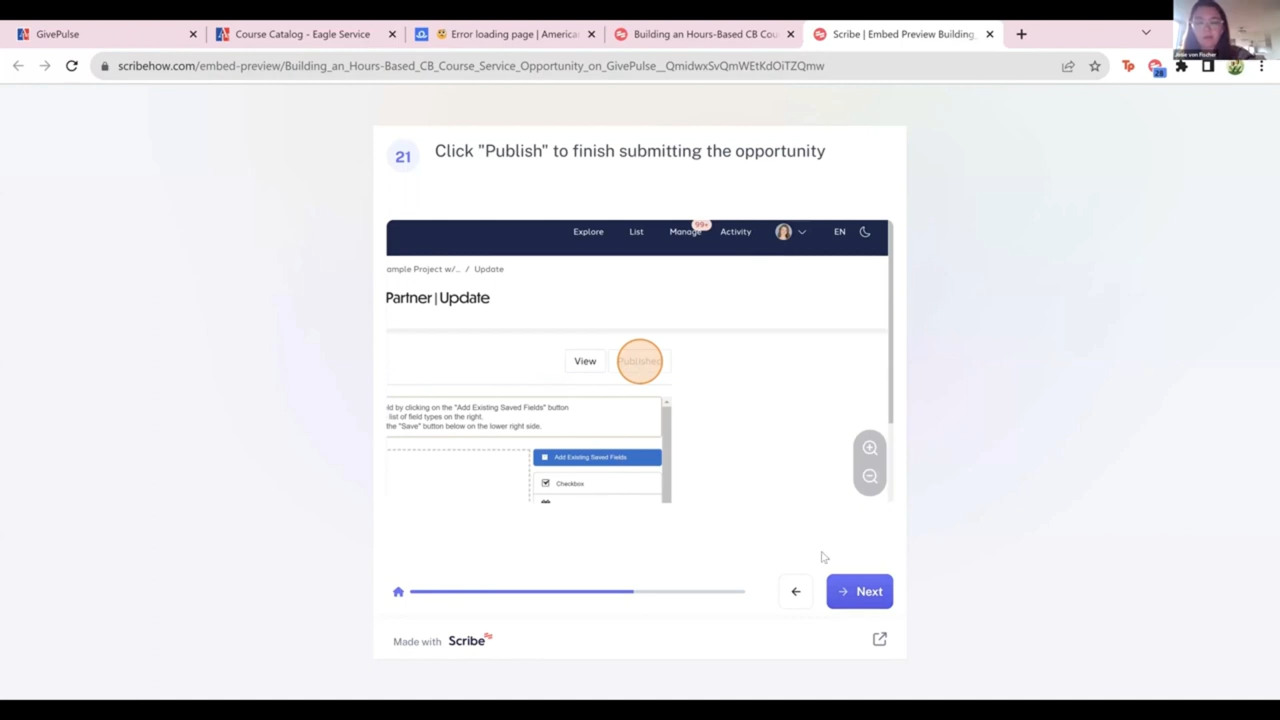 GivePulse
Course Catalog - Eagle Service
Error loading page | America
Building an Hours-Based CB Cou
Scribe | Embed Preview Building_
scribehow.com/embed-preview/Building_an_Hours-Based_CB_Course_Service_Opportunity_on_GivePulse__QmidwxSvQmWEtKdOiTZQmw
28
21
Click "Publish" to finish submitting the opportunity
Explore
List
Manage
99+
Activity
EN
ample Project w/... / Update
Partner | Update
View
Published
ld by clicking on the "Add Existing Saved Fields" button
list of field types on the right.
the "Save" button below on the lower right side.
Add Existing Saved Fields
Checkbox
Next
Made with Scribe